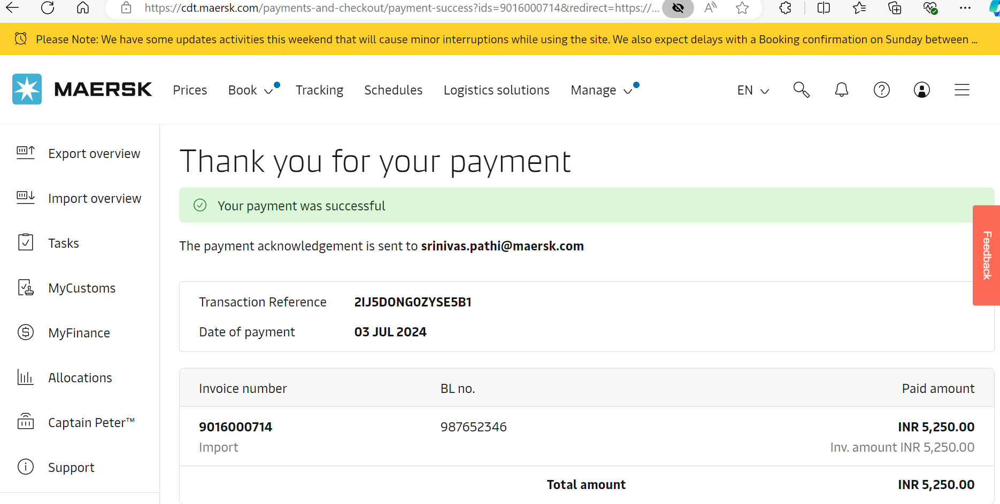 https://cdt.maersk.com/payments-and-checkout/payment-success?ids=9016000714&redirect=https://...
Please Note: We have some updates activities this weekend that will cause minor interruptions while using the site. We also expect delays with a Booking confirmation on Sunday between ...
MAERSK
Prices
Book
Tracking
Schedules
Logistics solutions
Manage
EN
Export overview
Import overview
Tasks
MyCustoms
MyFinance
Allocations
Captain Peter™
Support
Thank you for your payment
Your payment was successful
The payment acknowledgement is sent to srinivas.pathi@maersk.com
Feedback
Transaction Reference 2IJ5DONG0ZYSE5B1
Date of payment 03 JUL 2024
Invoice number BL no. Paid amount
9016000714 987652346 INR 5,250.00
Import Inv. amount INR 5,250.00
Total amount INR 5,250.00